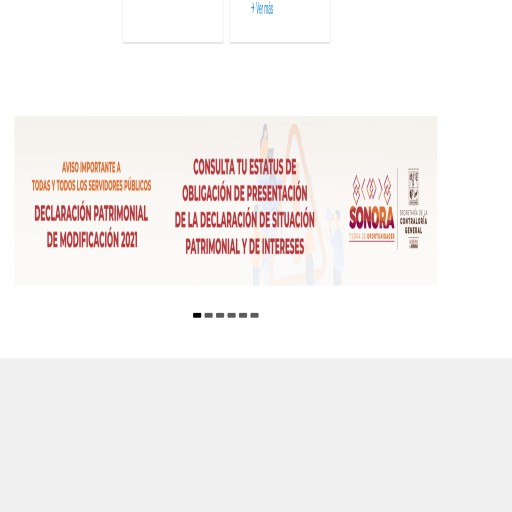 + Ver más
AVISO IMPORTANTE A
TODAS Y TODOS LOS SERVIDORES PÚBLICOS
DECLARACIÓN PATRIMONIAL
DE MODIFICACIÓN 2021
CONSULTA TU ESTATUS DE
OBLIGACIÓN DE PRESENTACIÓN
DE LA DECLARACIÓN DE SITUACIÓN
PATRIMONIAL Y DE INTERESES
SONORA
TIERRA DE OPORTUNIDADES
SECRETARÍA DE LA
CONTRALORÍA
GENERAL